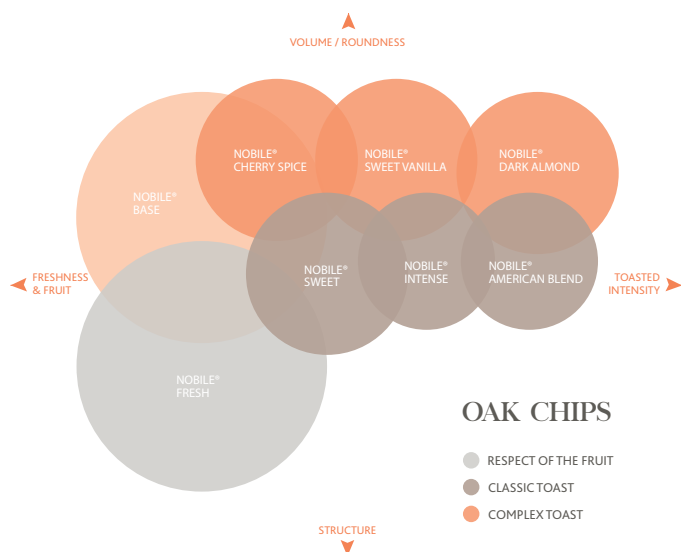 VOLUME / ROUNDNESS
NOBILE®
CHERRY SPICE
NOBILE®
SWEET VANILLA
NOBILE®
DARK ALMOND
NOBILE®
BASE
FRESHNESS
& FRUIT
NOBILE®
SWEET
NOBILE®
INTENSE
NOBILE®
AMERICAN BLEND
TOASTED
INTENSITY
NOBILE®
FRESH
OAK CHIPS
RESPECT OF THE FRUIT
CLASSIC TOAST
COMPLEX TOAST
STRUCTURE